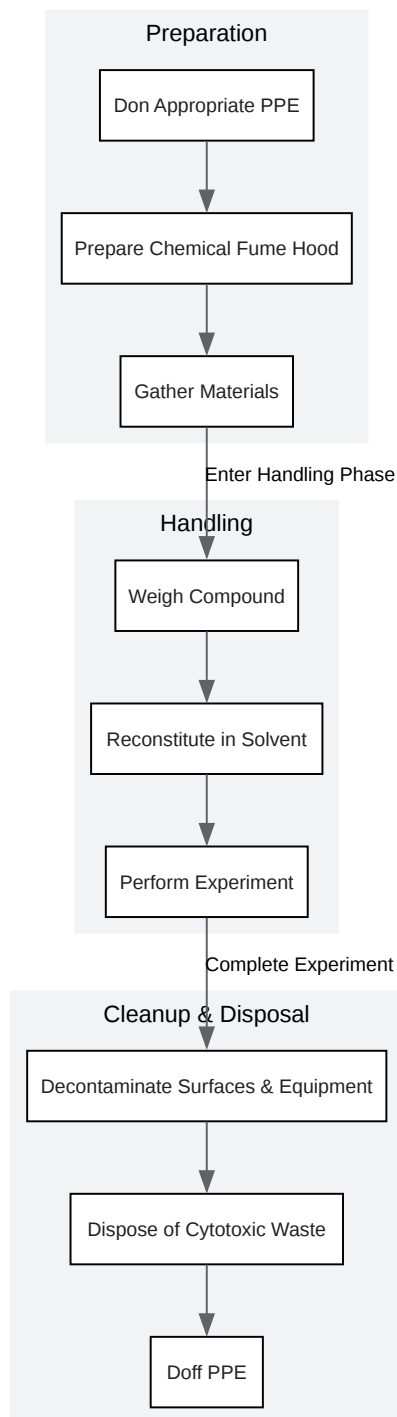 Preparation
Don Appropriate PPE
Prepare Chemical Fume Hood
Gather Materials
Enter Handling Phase
Handling
Weigh Compound
Reconstitute in Solvent
Perform Experiment
Complete Experiment
Cleanup & Disposal
Decontaminate Surfaces & Equipment
Dispose of Cytotoxic Waste
Doff PPE